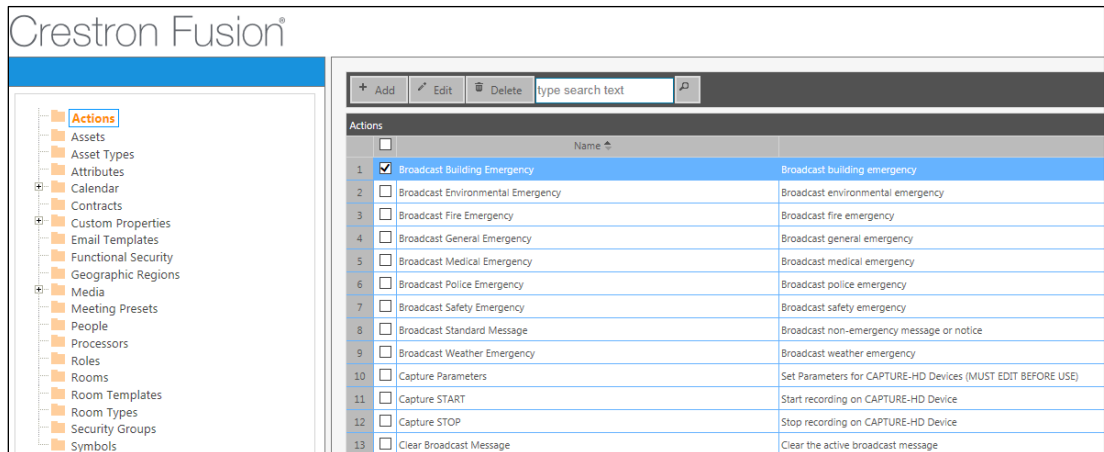 Crestron Fusion®
+ Add Edit Delete type search text
Actions
Assets
Asset Types
Attributes
Calendar
Contracts
Custom Properties
Email Templates
Functional Security
Geographic Regions
Media
Meeting Presets
People
Processors
Roles
Rooms
Room Templates
Room Types
Security Groups
Symbols
Actions
Name
1 Broadcast Building Emergency Broadcast building emergency
2 Broadcast Environmental Emergency Broadcast environmental emergency
3 Broadcast Fire Emergency Broadcast fire emergency
4 Broadcast General Emergency Broadcast general emergency
5 Broadcast Medical Emergency Broadcast medical emergency
6 Broadcast Police Emergency Broadcast police emergency
7 Broadcast Safety Emergency Broadcast safety emergency
8 Broadcast Standard Message Broadcast non-emergency message or notice
9 Broadcast Weather Emergency Broadcast weather emergency
10 Capture Parameters Set Parameters for CAPTURE-HD Devices (MUST EDIT BEFORE USE)
11 Capture START Start recording on CAPTURE-HD Device
12 Capture STOP Stop recording on CAPTURE-HD Device
13 Clear Broadcast Message Clear the active broadcast message